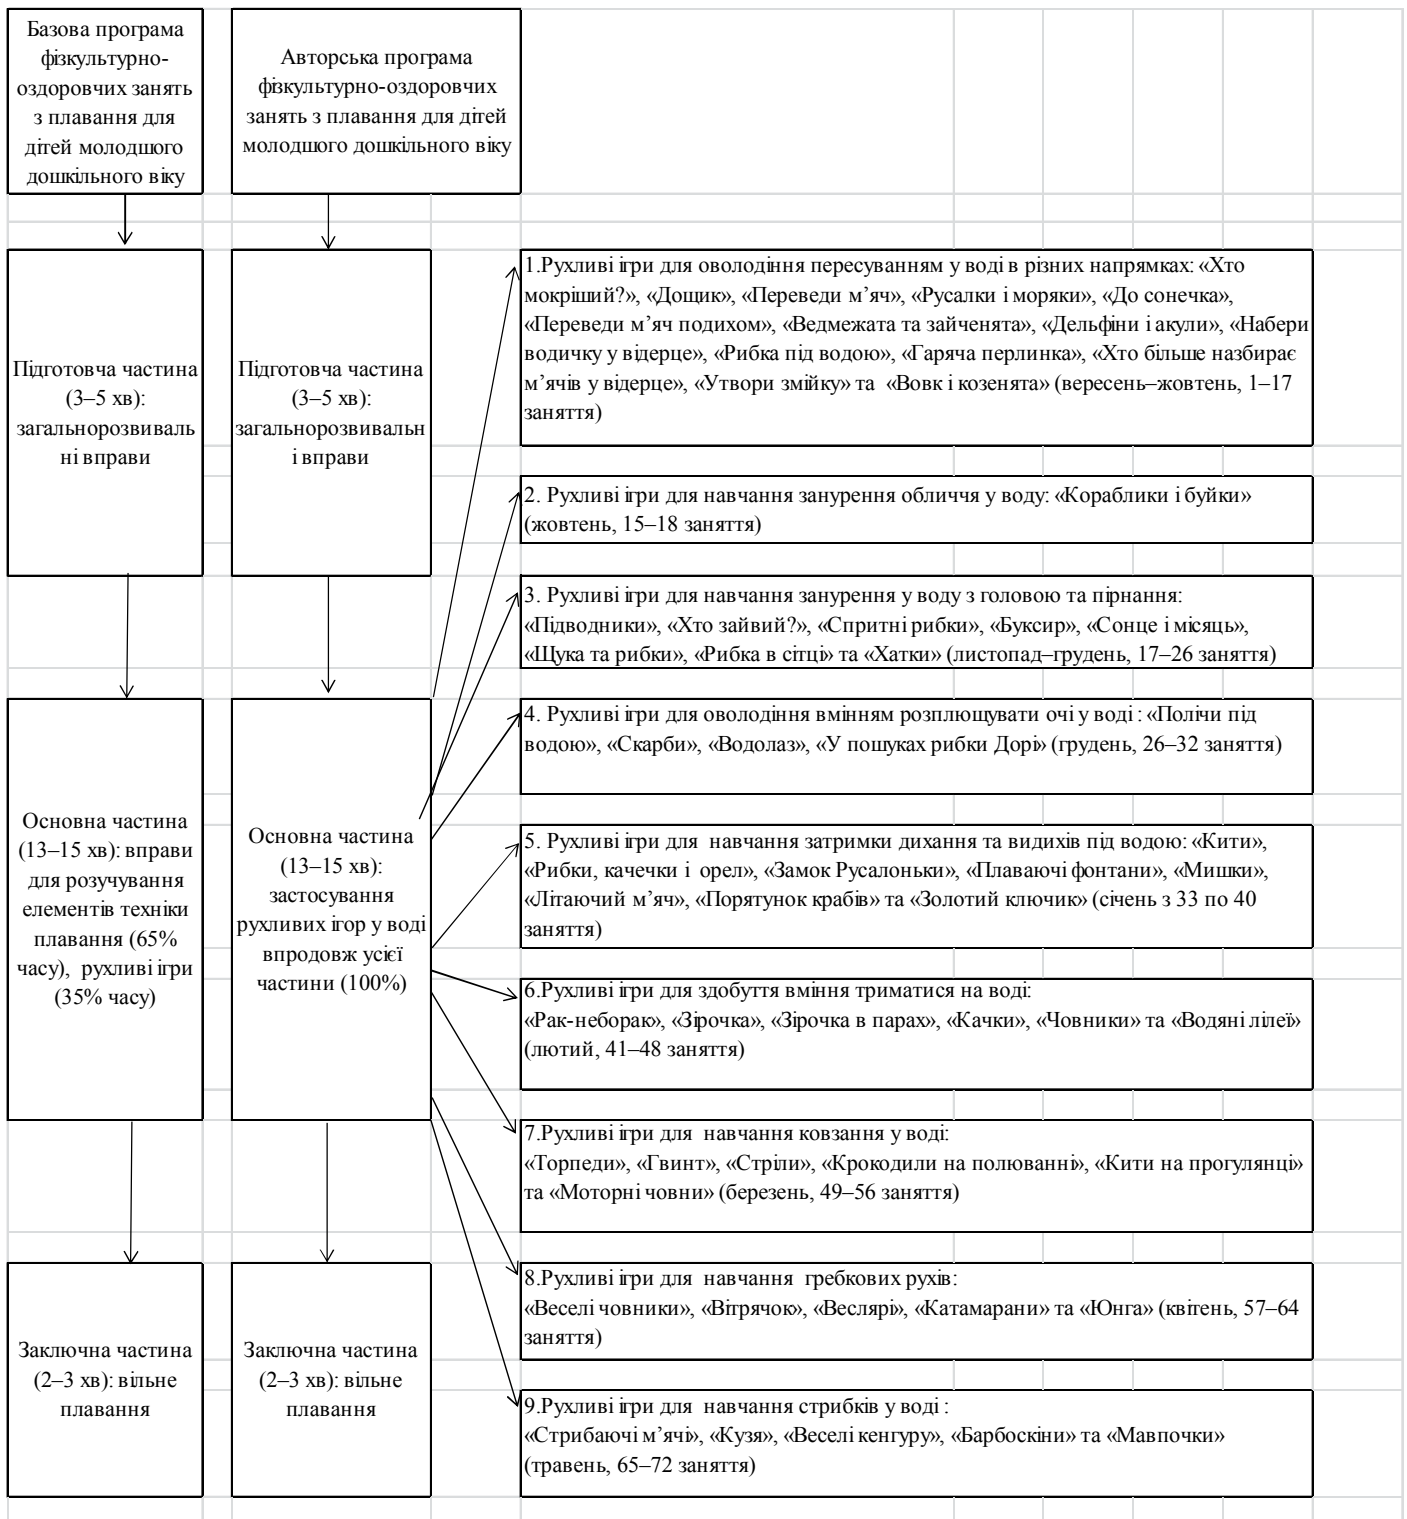 Базова програма
фізкультурно-
оздоровчих занять
з плавання для
дітей молодшого
дошкільного віку
Авторська програма
фізкультурно-оздоровчих
занять з плавання для дітей
молодшого дошкільного віку
Підготовча частина
(3–5 хв):
загальнорозвиваль
ні вправи
Підготовча частина
(3–5 хв):
загальнорозвивальн
і вправи
1.Рухливі ігри для оволодіння пересуванням у воді в різних напрямках: «Хто
мокріший?», «Дощик», «Переведи м’яч», «Русалки і моряки», «До сонечка»,
«Переведи м’яч подихом», «Ведмежата та зайченята», «Дельфіни і акули», «Набери
водичку у відерце», «Рибка під водою», «Гаряча перлинка», «Хто більше назбирає
м’ячів у відерце», «Утвори змійку» та «Вовк і козенята» (вересень–жовтень, 1–17
заняття)
2. Рухливі ігри для навчання занурення обличчя у воду: «Кораблики і буйки»
(жовтень, 15–18 заняття)
3. Рухливі ігри для навчання занурення у воду з головою та пірнання:
«Підводники», «Хто зайвий?», «Спритні рибки», «Буксир», «Сонце і місяць»,
«Щука та рибки», «Рибка в сітці» та «Хатки» (листопад–грудень, 17–26 заняття)
Основна частина
(13–15 хв): вправи
для розучування
елементів техніки
плавання (65%
часу), рухливі ігри
(35% часу)
Основна частина
(13–15 хв):
застосування
рухливих ігор у воді
впродовж усієї
частини (100%)
4. Рухливі ігри для оволодіння вмінням розплющувати очі у воді : «Полічи під
водою», «Скарби», «Водолаз», «У пошуках рибки Дорі» (грудень, 26–32 заняття)
5. Рухливі ігри для навчання затримки дихання та видихів під водою: «Кити»,
«Рибки, качечки і орел», «Замок Русалоньки», «Плаваючі фонтани», «Мишки»,
«Літаючий м’яч», «Порятунок крабів» та «Золотий ключик» (січень з 33 по 40
заняття)
6.Рухливі ігри для здобуття вміння триматися на воді:
«Рак-неборак», «Зірочка», «Зірочка в парах», «Качки», «Човники» та «Водяні лілеї»
(лютий, 41–48 заняття)
7.Рухливі ігри для навчання ковзання у воді:
«Торпеди», «Гвинт», «Стріли», «Крокодили на полюванні», «Кити на прогулянці»
та «Моторні човни» (березень, 49–56 заняття)
Заключна частина
(2–3 хв): вільне
плавання
Заключна частина
(2–3 хв): вільне
плавання
8.Рухливі ігри для навчання гребкових рухів:
«Веселі човники», «Вітрячок», «Веслярі», «Катамарани» та «Юнга» (квітень, 57–64
заняття)
9.Рухливі ігри для навчання стрибків у воді :
«Стрибаючі м’ячі», «Кузя», «Веселі кенгуру», «Барбоскіни» та «Мавпочки»
(травень, 65–72 заняття)